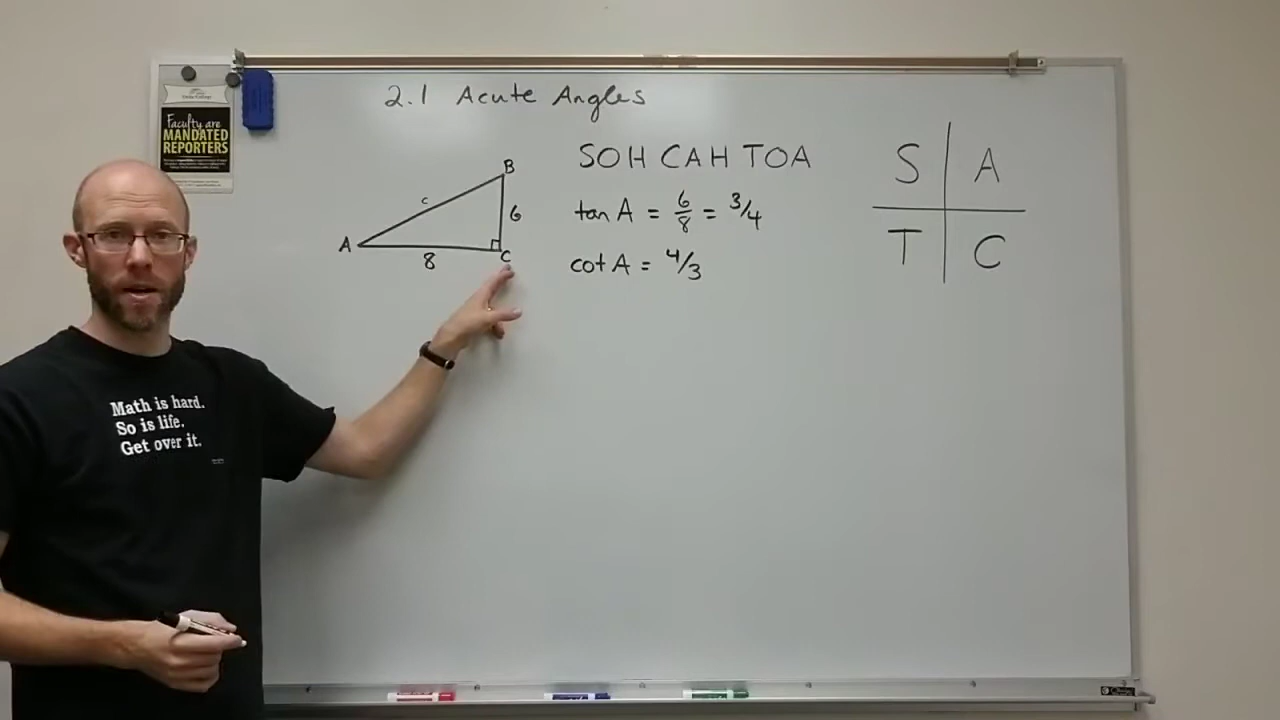 2.1 Acute Angles
Faculty are
MANDATED
REPORTERS
SOH CAH TOA
B
c
6
A
8
C
tan A = 6/8 = 3/4
cot A = 4/3
S A
T C
Math is hard.
So is life.
Get over it.